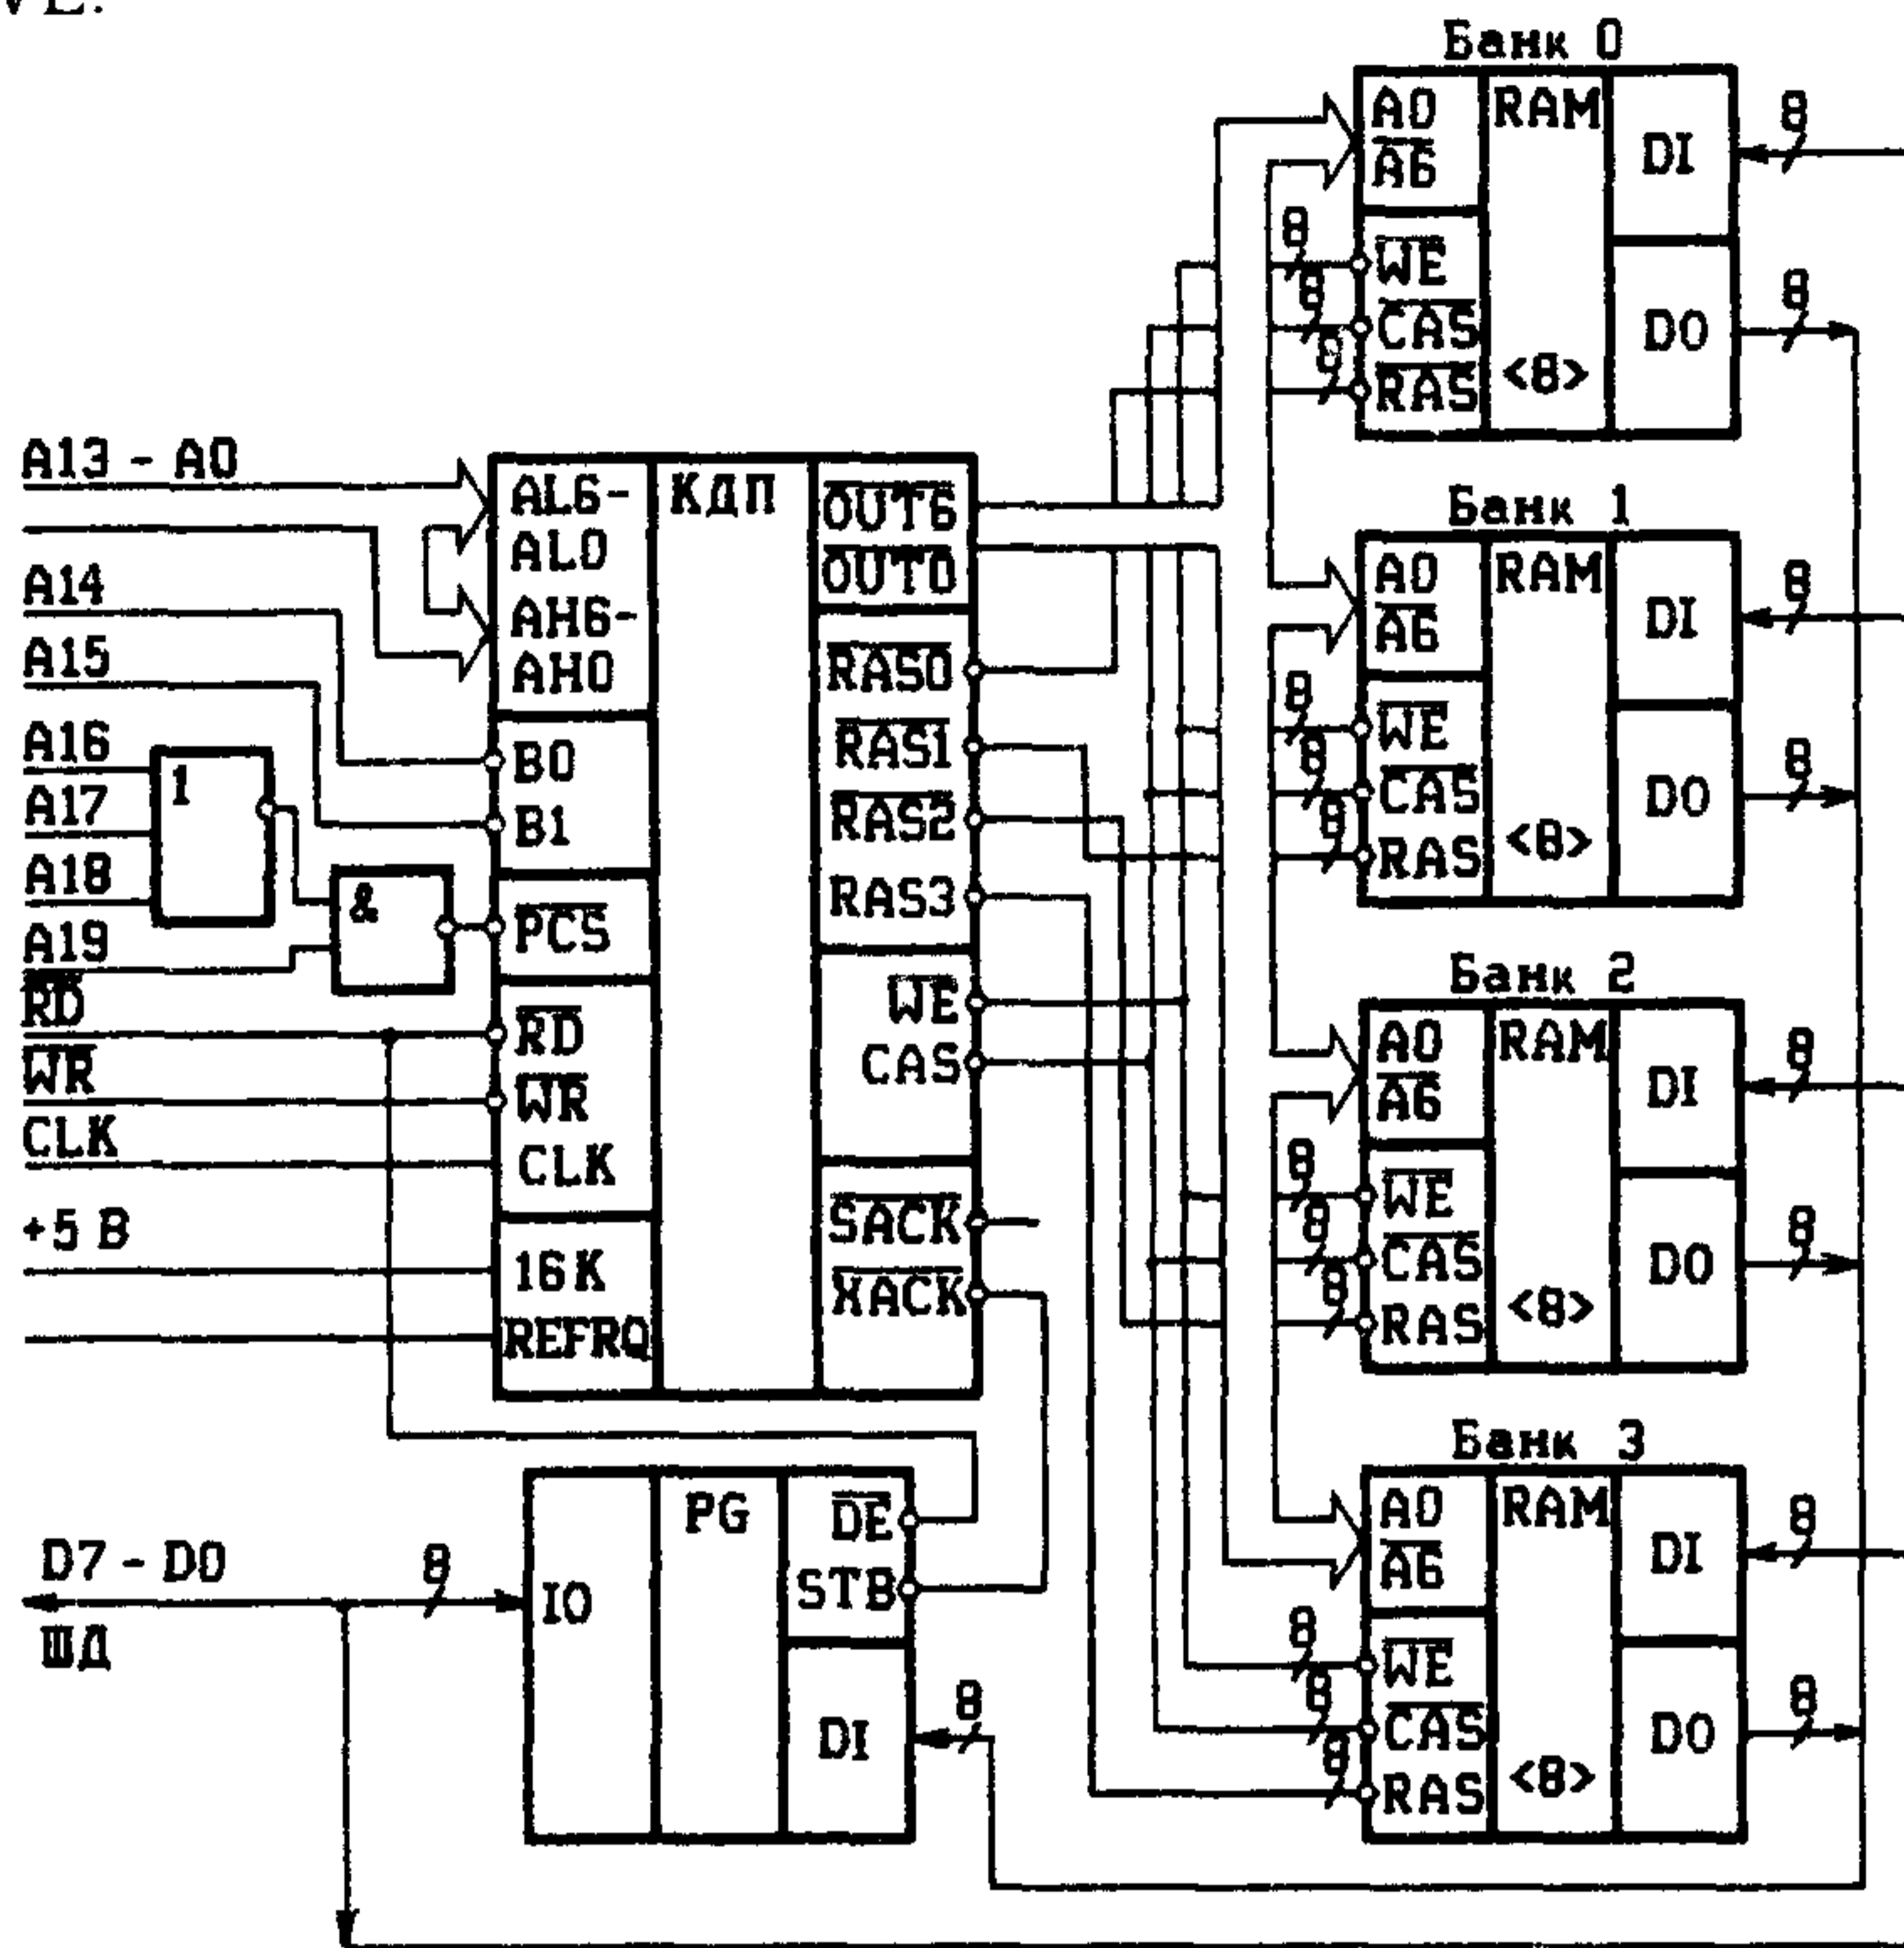 VE.
Банк 0
A0
A6
RAM
DI
8
8
WE
8
CAS
8
RAS
<8>
DO
8
Банк 1
A0
A6
RAM
DI
8
8
WE
8
CAS
8
RAS
<8>
DO
8
Банк 2
A0
A6
RAM
DI
8
8
WE
8
CAS
8
RAS
<8>
DO
8
Банк 3
A0
A6
RAM
DI
8
8
WE
8
CAS
8
RAS
<8>
DO
8
A13 - A0
A14
A15
A16
A17
A18
A19
RD
WR
CLK
+5 В
1
&
AL6-
AL0
AH6-
AH0
B0
B1
PCS
RD
WR
CLK
16K
REFRQ
КДП
OUT6
OUT0
RAS0
RAS1
RAS2
RAS3
WE
CAS
SACK
XACK
D7 - D0
ШД
8
IO
PG
DE
STB
DI
8